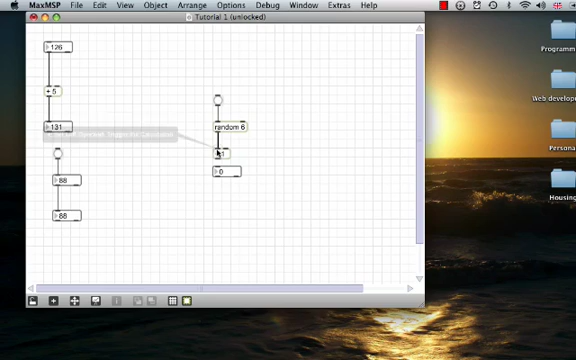 MaxMSP File Edit View Object Arrange Options Debug Window Extras Help
Tutorial 1 (unlocked)
126
+ 5
131
random 6
0
88
88
Programm
Web develop
Persona
Housing